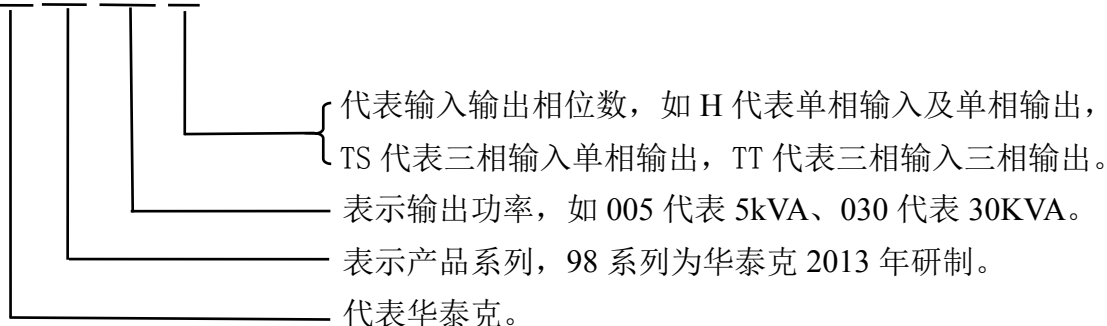 代表输入输出相位数，如 H 代表单相输入及单相输出，
TS 代表三相输入单相输出，TT 代表三相输入三相输出。
表示输出功率，如 005 代表 5kVA、030 代表 30KVA。
表示产品系列，98 系列为华泰克 2013 年研制。
代表华泰克。